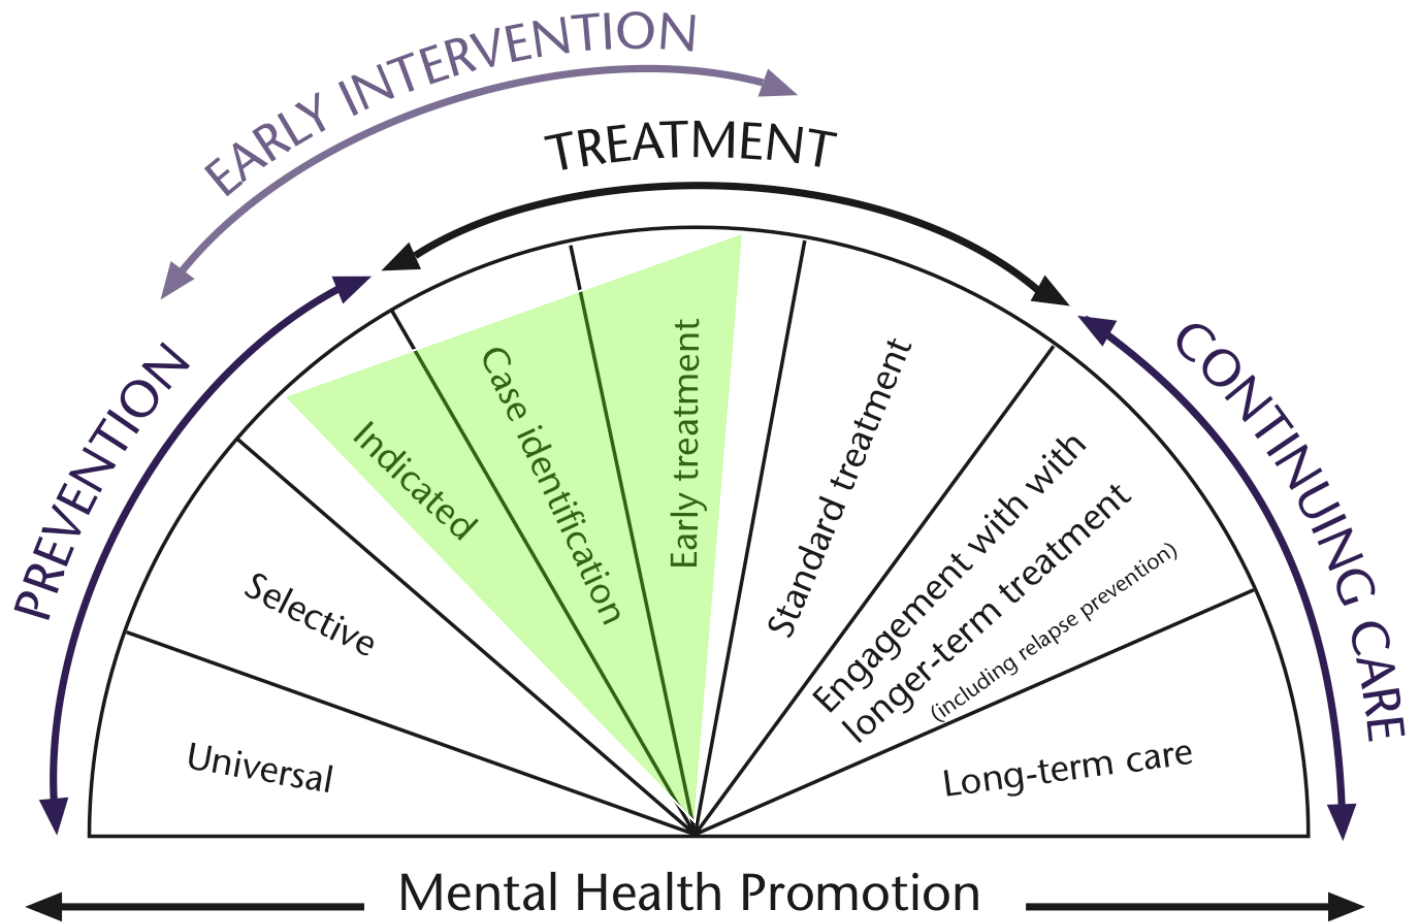 EARLY INTERVENTION
TREATMENT
PREVENTION
CONTINUING CARE
Universal
Selective
Indicated
Case identification
Early treatment
Standard treatment
Engagement with with
longer-term treatment
(including relapse prevention)
Long-term care
Mental Health Promotion